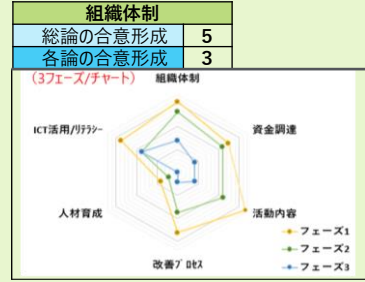 組織体制
総論の合意形成 5
各論の合意形成 3
(3フェーズ/チャート) 組織体制
ICT活用/リテラシー 資金調達
人材育成 活動内容
改善プロセス
フェーズ1
フェーズ2
フェーズ3